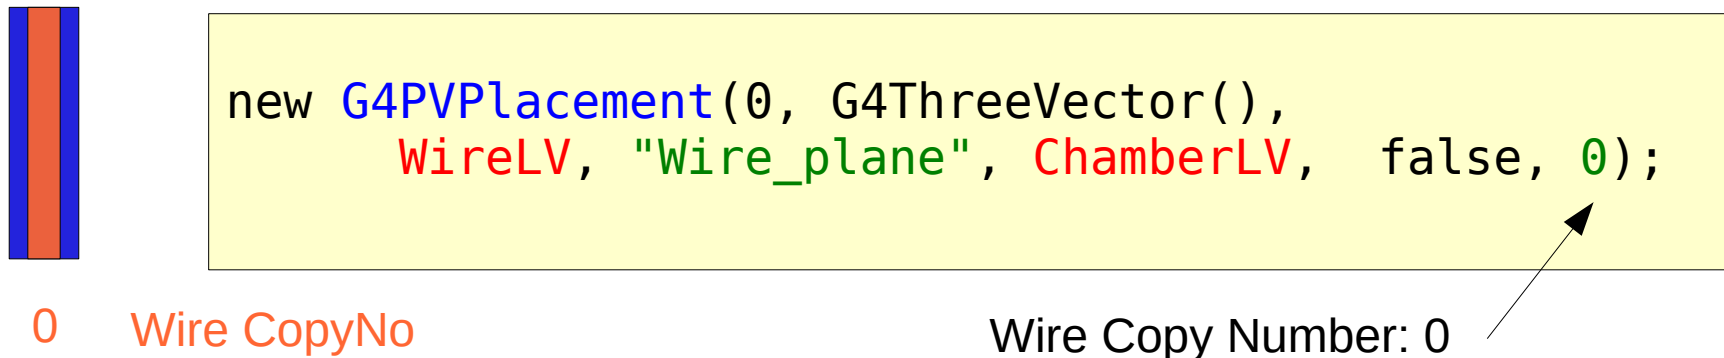 new G4PVPlacement(0, G4ThreeVector(),
WireLV, "Wire_plane", ChamberLV,  false, 0);
0 Wire CopyNo
Wire Copy Number: 0